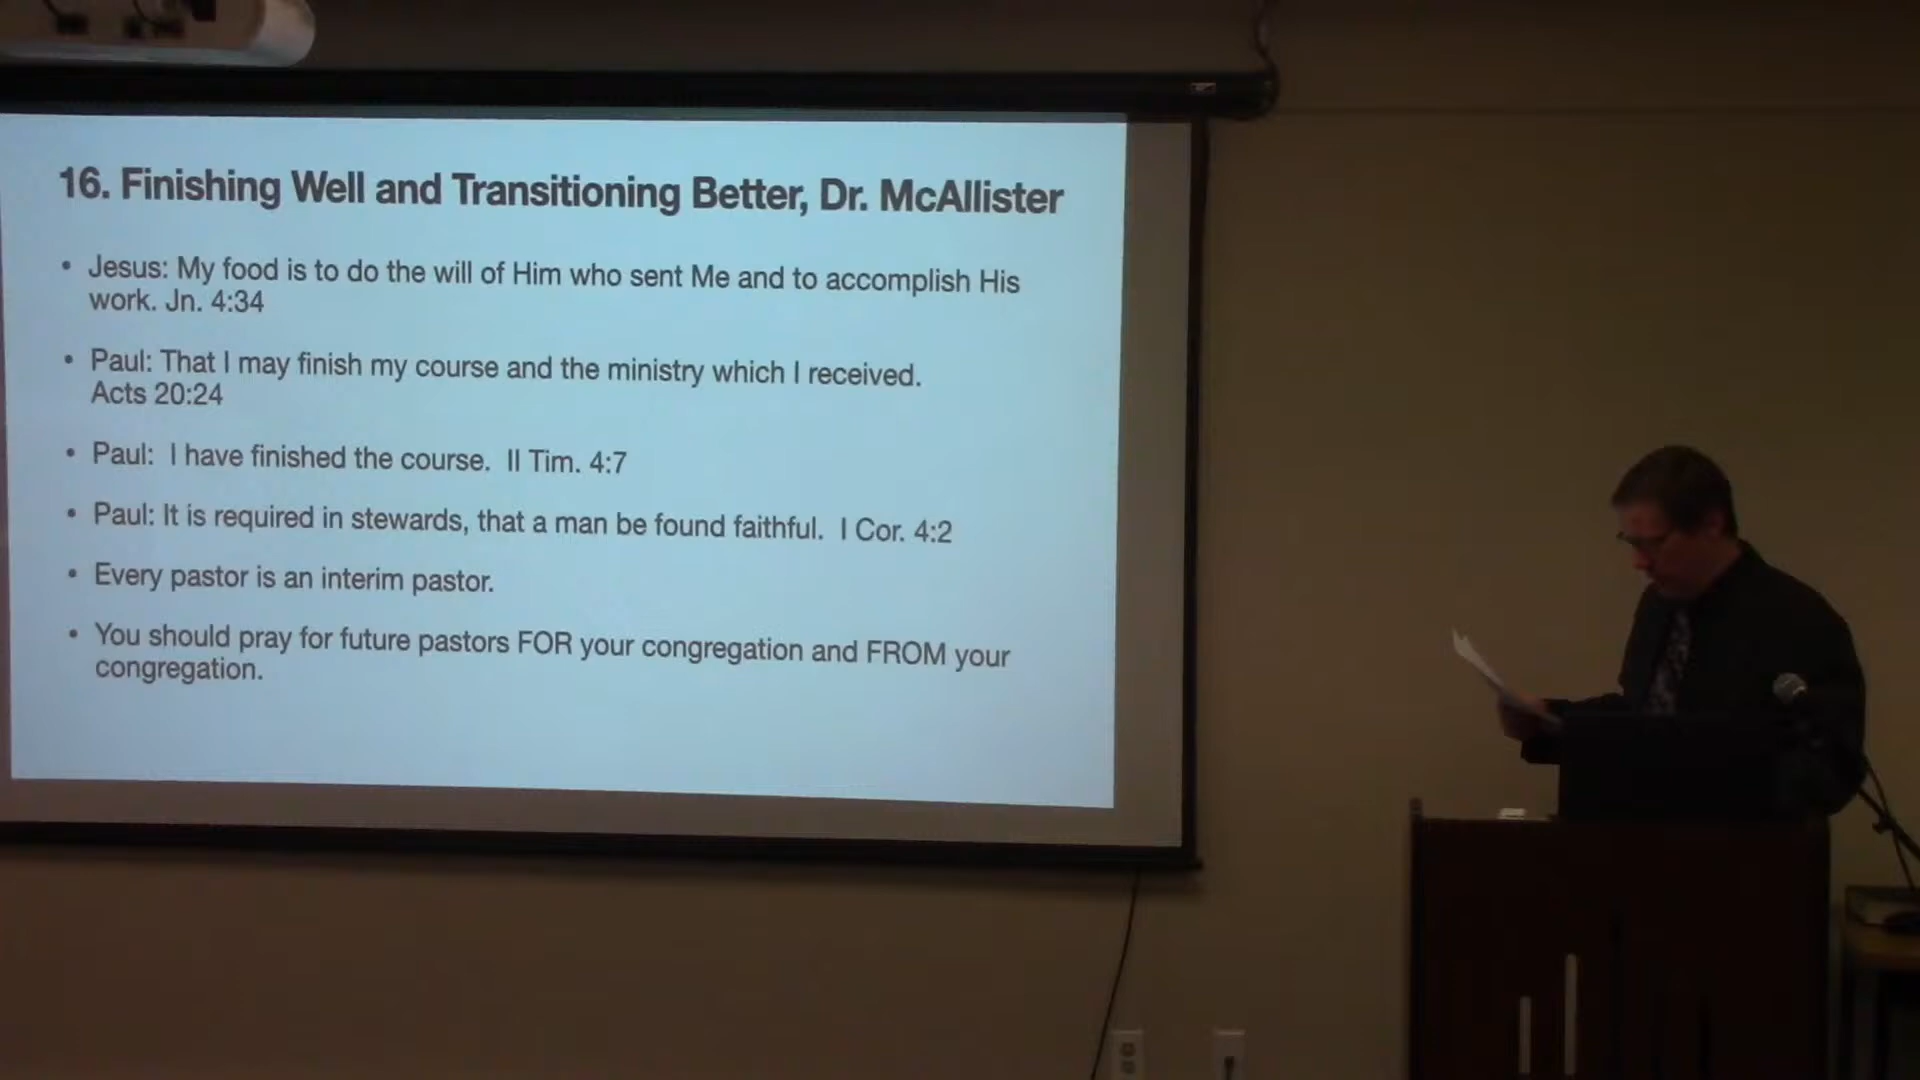 16. Finishing Well and Transitioning Better, Dr. McAllister
• Jesus: My food is to do the will of Him who sent Me and to accomplish His
work. Jn. 4:34
• Paul: That I may finish my course and the ministry which I received.
Acts 20:24
• Paul: I have finished the course. II Tim. 4:7
• Paul: It is required in stewards, that a man be found faithful. I Cor. 4:2
• Every pastor is an interim pastor.
• You should pray for future pastors FOR your congregation and FROM your
congregation.